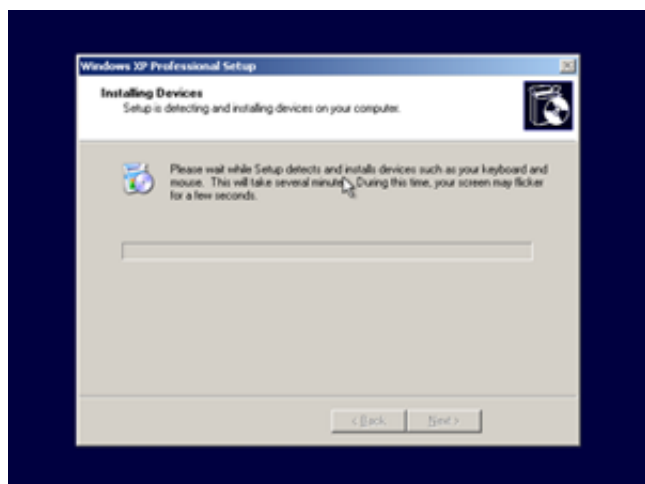 Windows XP Professional Setup
Installing Devices
Setup is detecting and installing devices on your computer.
Please wait while Setup detects and installs devices such as your keyboard and
mouse. This will take several minutes. During this time, your screen may flicker
for a few seconds.
< Back
Next >